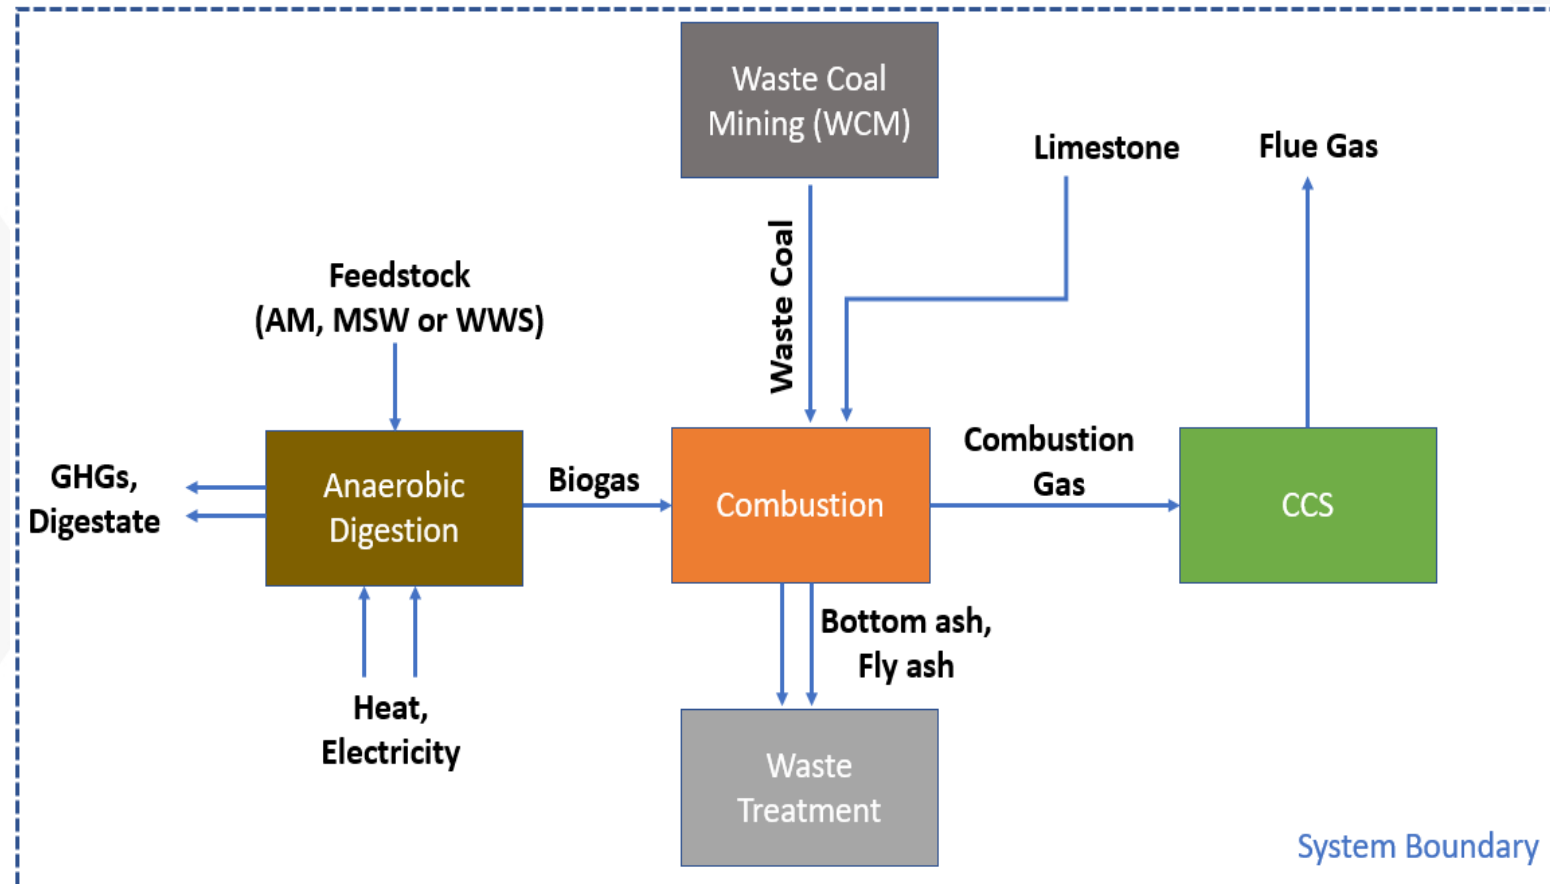 Waste Coal
Mining (WCM)
Limestone
Flue Gas
Waste Coal
Feedstock
(AM, MSW or WWS)
GHGs,
Digestate
Anaerobic
Digestion
Biogas
Combustion
Combustion
Gas
CCS
Bottom ash,
Fly ash
Heat,
Electricity
Waste
Treatment
System Boundary